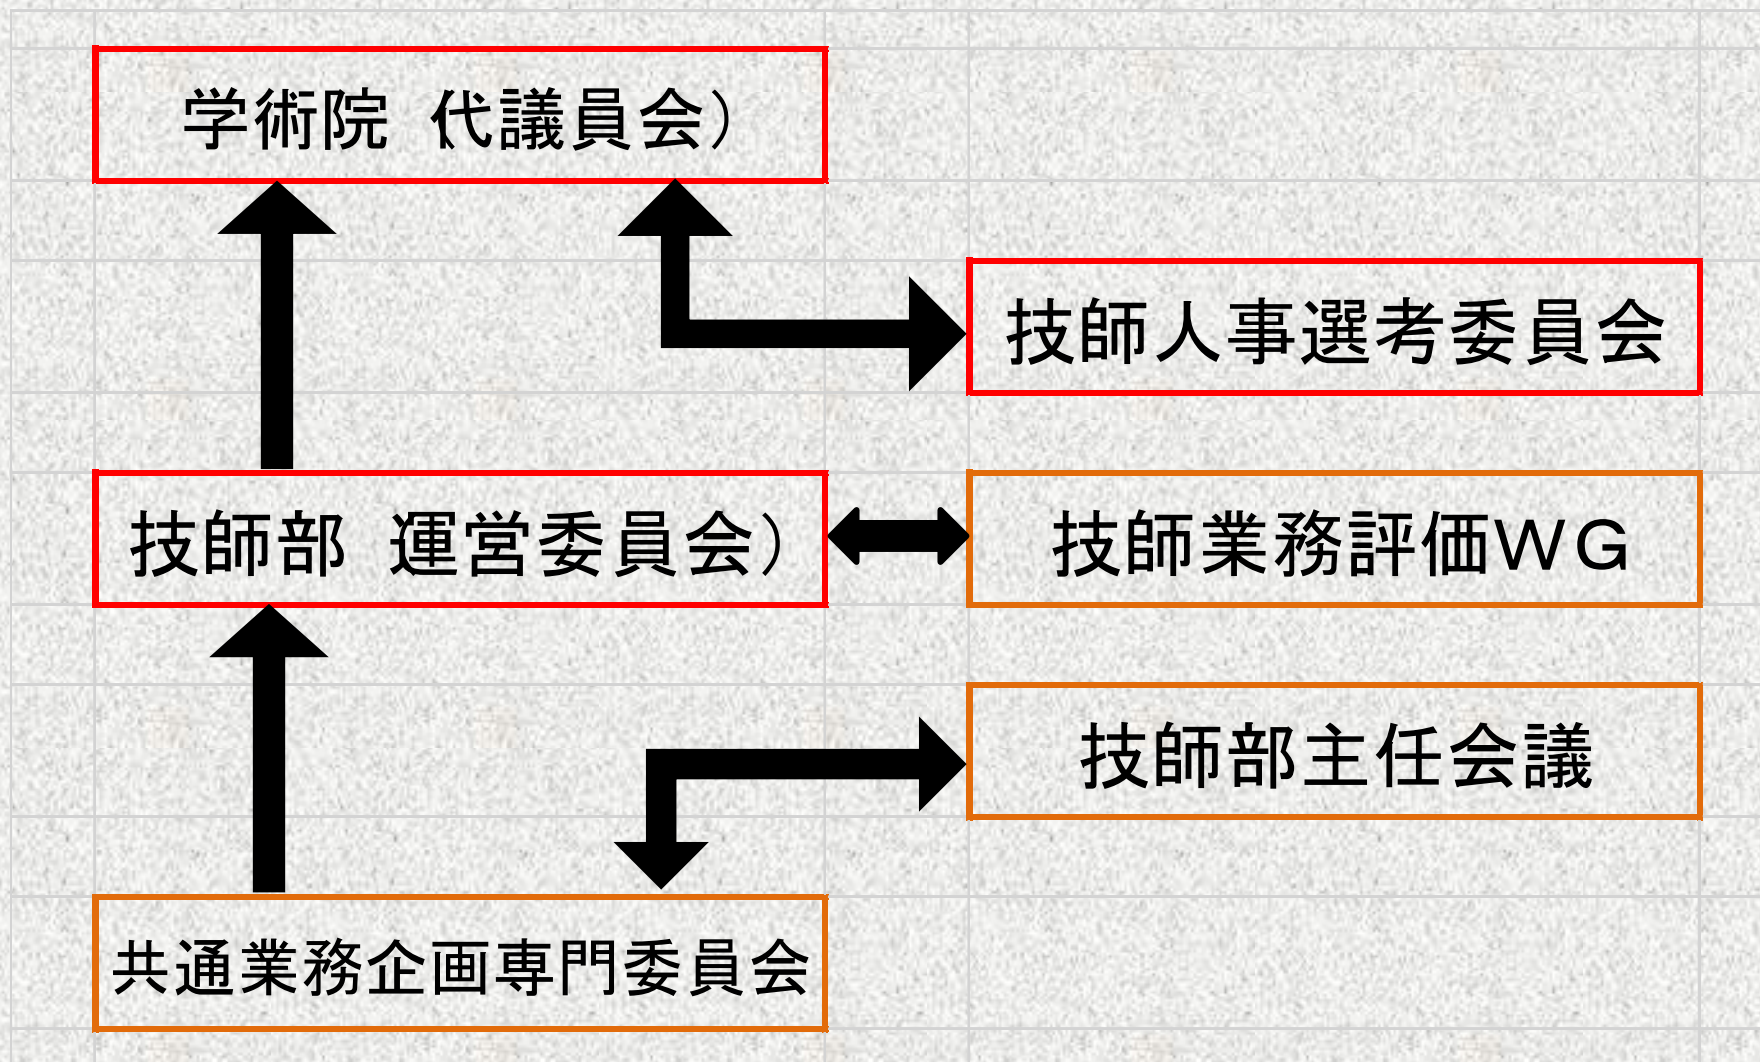 学術院（代議員会）
技師人事選考委員会
技師部（運営委員会）
技師業務評価ＷＧ
技師部主任会議
共通業務企画専門委員会